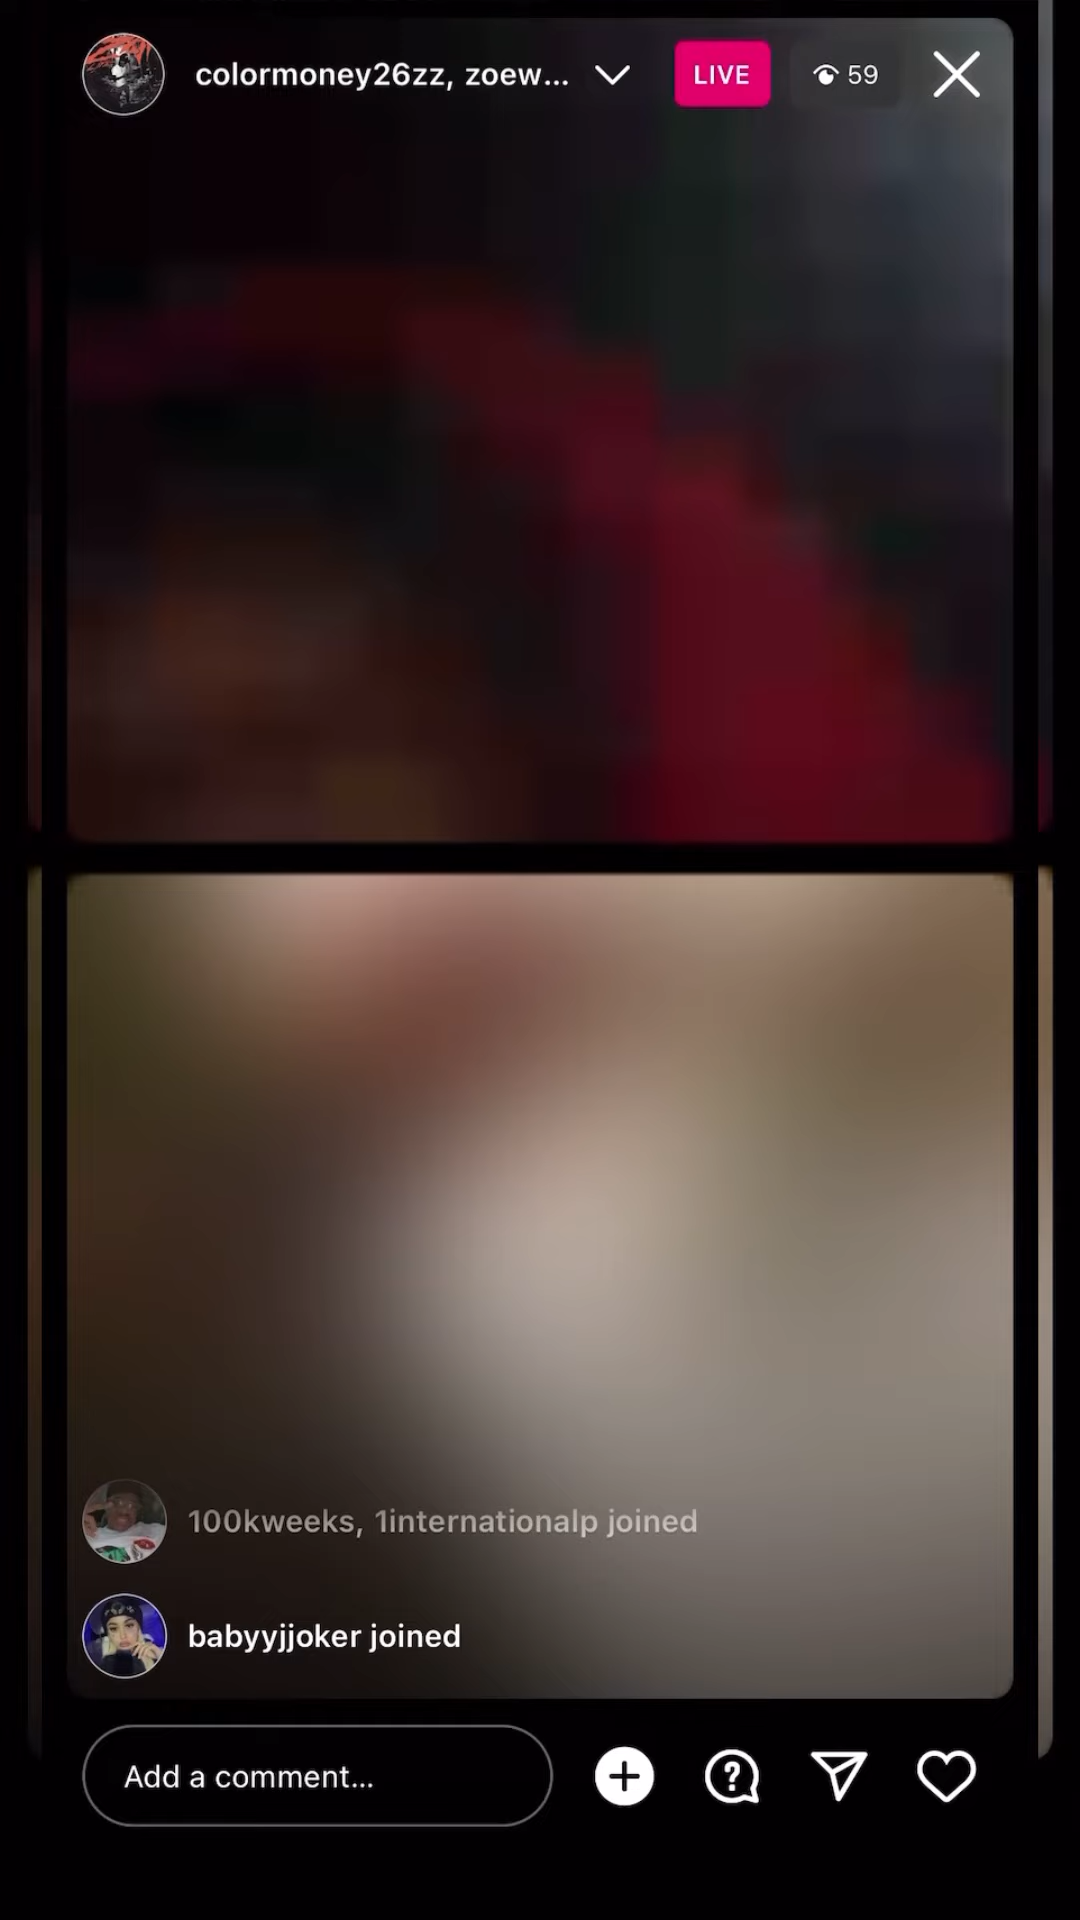 colormoney26zz, zoew...
LIVE
59
100kweeks, 1internationalp joined
babyyjjoker joined
Add a comment...